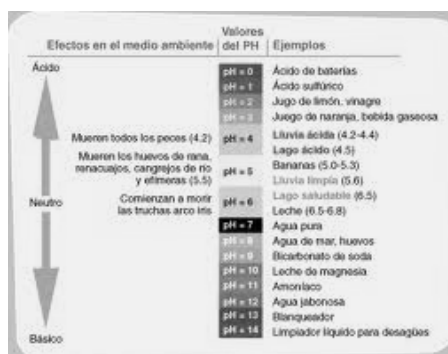 Efectos en el medio ambiente
Valores
del PH
Ejemplos
Ácido
pH = 0
Ácido de baterías
pH = 1
Ácido sulfúrico
pH = 2
Jugo de limón, vinagre
pH = 3
Juego de naranja, bebida gaseosa
Mueren todos los peces (4.2)
pH = 4
Lluvia ácida (4.2-4.4)
Lago ácido (4.5)
Mueren los huevos de rana,
renacuajos, cangrejos de río
y efímeras (5.5)
pH = 5
Bananas (5.0-5.3)
Lluvia limpia (5.6)
Neutro
Comienzan a morir
las truchas arco iris
pH = 6
Lago saludable (6.5)
Leche (6.5-6.8)
pH = 7
Agua pura
pH = 8
Agua de mar, huevos
pH = 9
Bicarbonato de soda
pH = 10
Leche de magnesia
pH = 11
Amoníaco
pH = 12
Agua jabonosa
pH = 13
Blanqueador
Básico
pH = 14
Limpiador líquido para desagües